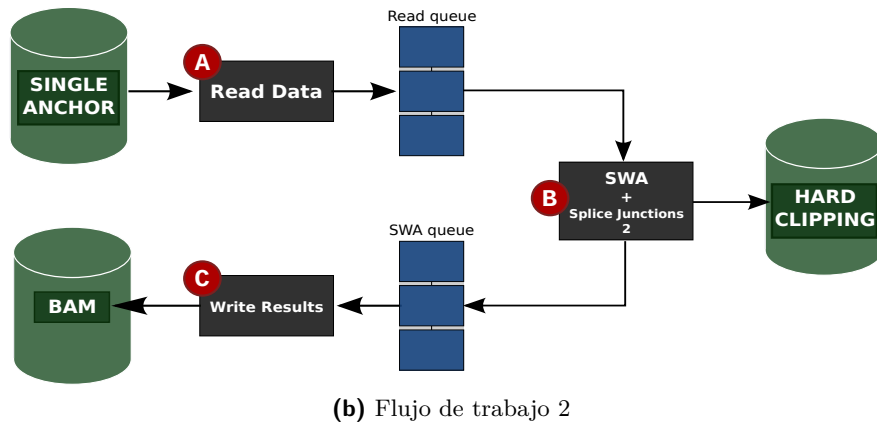 Read queue
A
SINGLE
ANCHOR
Read Data
B
SWA
+
Splice Junctions
2
HARD
CLIPPING
SWA queue
C
BAM
Write Results
(b) Flujo de trabajo 2